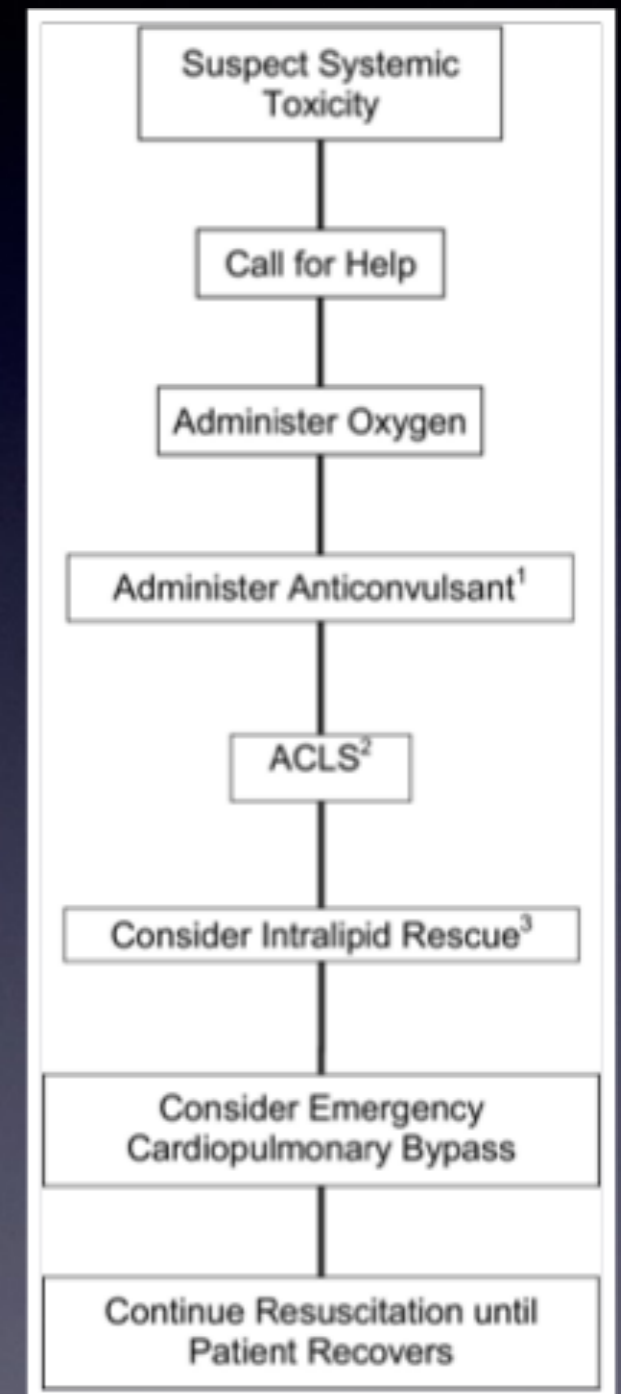 Suspect Systemic
Toxicity
Call for Help
Administer Oxygen
Administer Anticonvulsant¹
ACLS²
Consider Intralipid Rescue³
Consider Emergency
Cardiopulmonary Bypass
Continue Resuscitation until
Patient Recovers